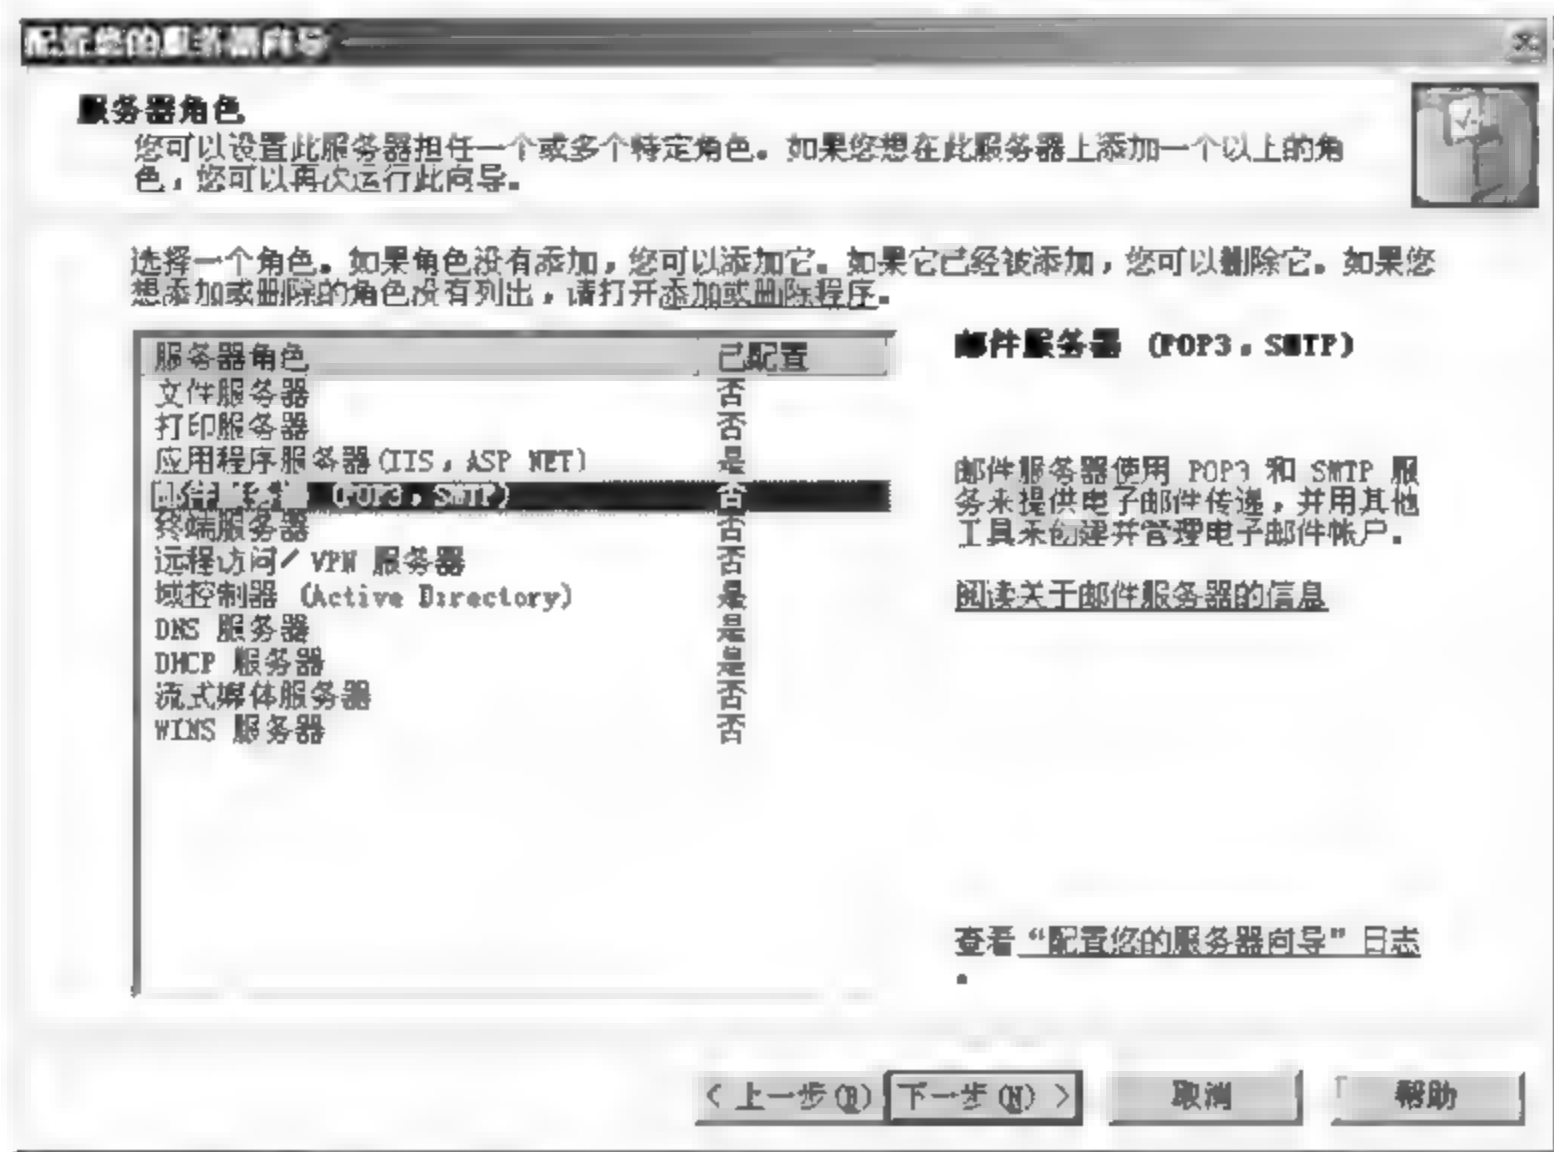 配置您的服务器向导
服务器角色
您可以设置此服务器担任一个或多个特定角色。如果您想在此服务器上添加一个以上的角
色，您可以再次运行此向导。
选择一个角色。如果角色没有添加，您可以添加它。如果它已经被添加，您可以删除它。如果您
想添加或删除的角色没有列出，请打开添加或删除程序。
服务器角色 已配置
文件服务器 否
打印服务器 否
应用程序服务器(IIS，ASP NET) 是
邮件服务器 (POP3，SMTP) 否
终端服务器 否
远程访问/ VPN 服务器 否
域控制器 (Active Directory) 是
DNS 服务器 是
DHCP 服务器 是
流式媒体服务器 否
WINS 服务器 否
邮件服务器 (POP3，SMTP)
邮件服务器使用 POP3 和 SMTP 服
务来提供电子邮件传递，并用其他
工具来创建并管理电子邮件帐户。
阅读关于邮件服务器的信息
查看“配置您的服务器向导”日志
。
< 上一步(B) 下一步(N) > 取消 帮助